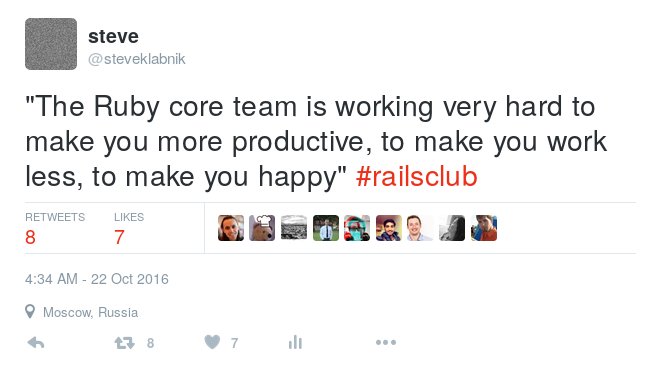 steve
@steveklabnik
"The Ruby core team is working very hard to
make you more productive, to make you work
less, to make you happy" #railsclub
RETWEETS LIKES
8 7
4:34 AM - 22 Oct 2016
Moscow, Russia
8 7